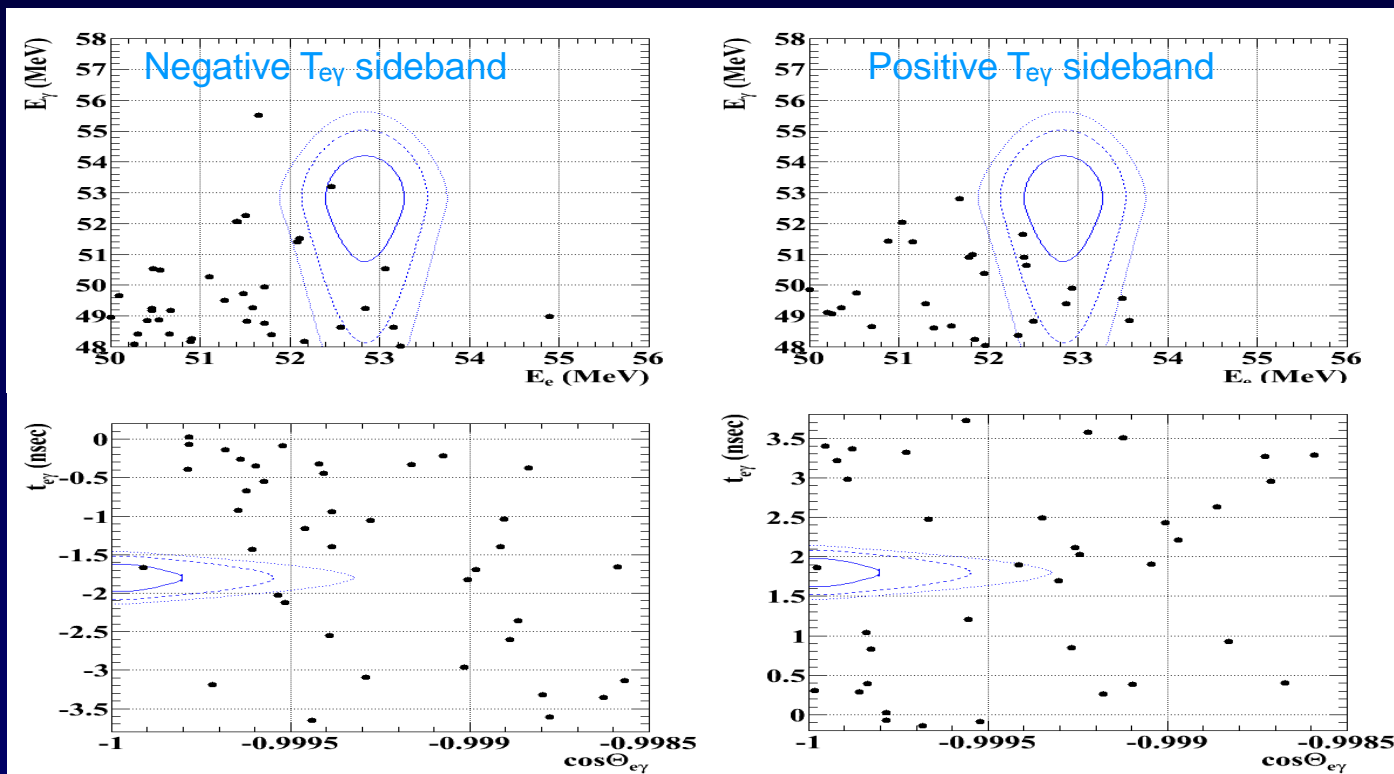 Negative Teγ sideband
Eγ (MeV)
58
57
56
55
54
53
52
51
50
49
48
50 51 52 53 54 55 56
Ee (MeV)
Positive Teγ sideband
Eγ (MeV)
58
57
56
55
54
53
52
51
50
49
48
50 51 52 53 54 55 56
Ee (MeV)
teγ (nsec)
0
-0.5
-1
-1.5
-2
-2.5
-3
-3.5
-1 -0.9995 -0.999 -0.9985
cosΘeγ
teγ (nsec)
3.5
3
2.5
2
1.5
1
0.5
0
-1 -0.9995 -0.999 -0.9985
cosΘeγ